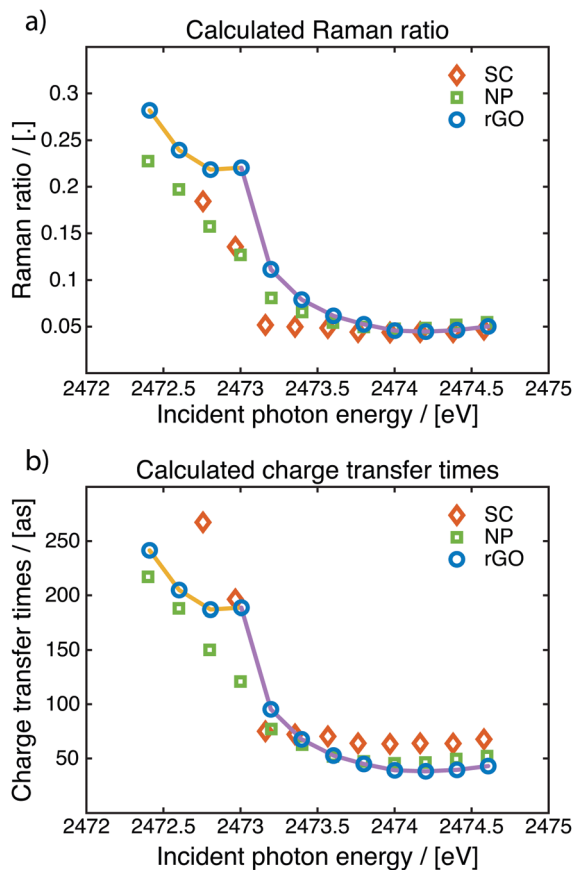 a)
Calculated Raman ratio
SC
NP
rGO
0.3
0.25
0.2
0.15
0.1
0.05
Raman ratio / [.]
2472 2472.5 2473 2473.5 2474 2474.5 2475
Incident photon energy / [eV]
b)
Calculated charge transfer times
SC
NP
rGO
250
200
150
100
50
Charge transfer times / [as]
2472 2472.5 2473 2473.5 2474 2474.5 2475
Incident photon energy / [eV]